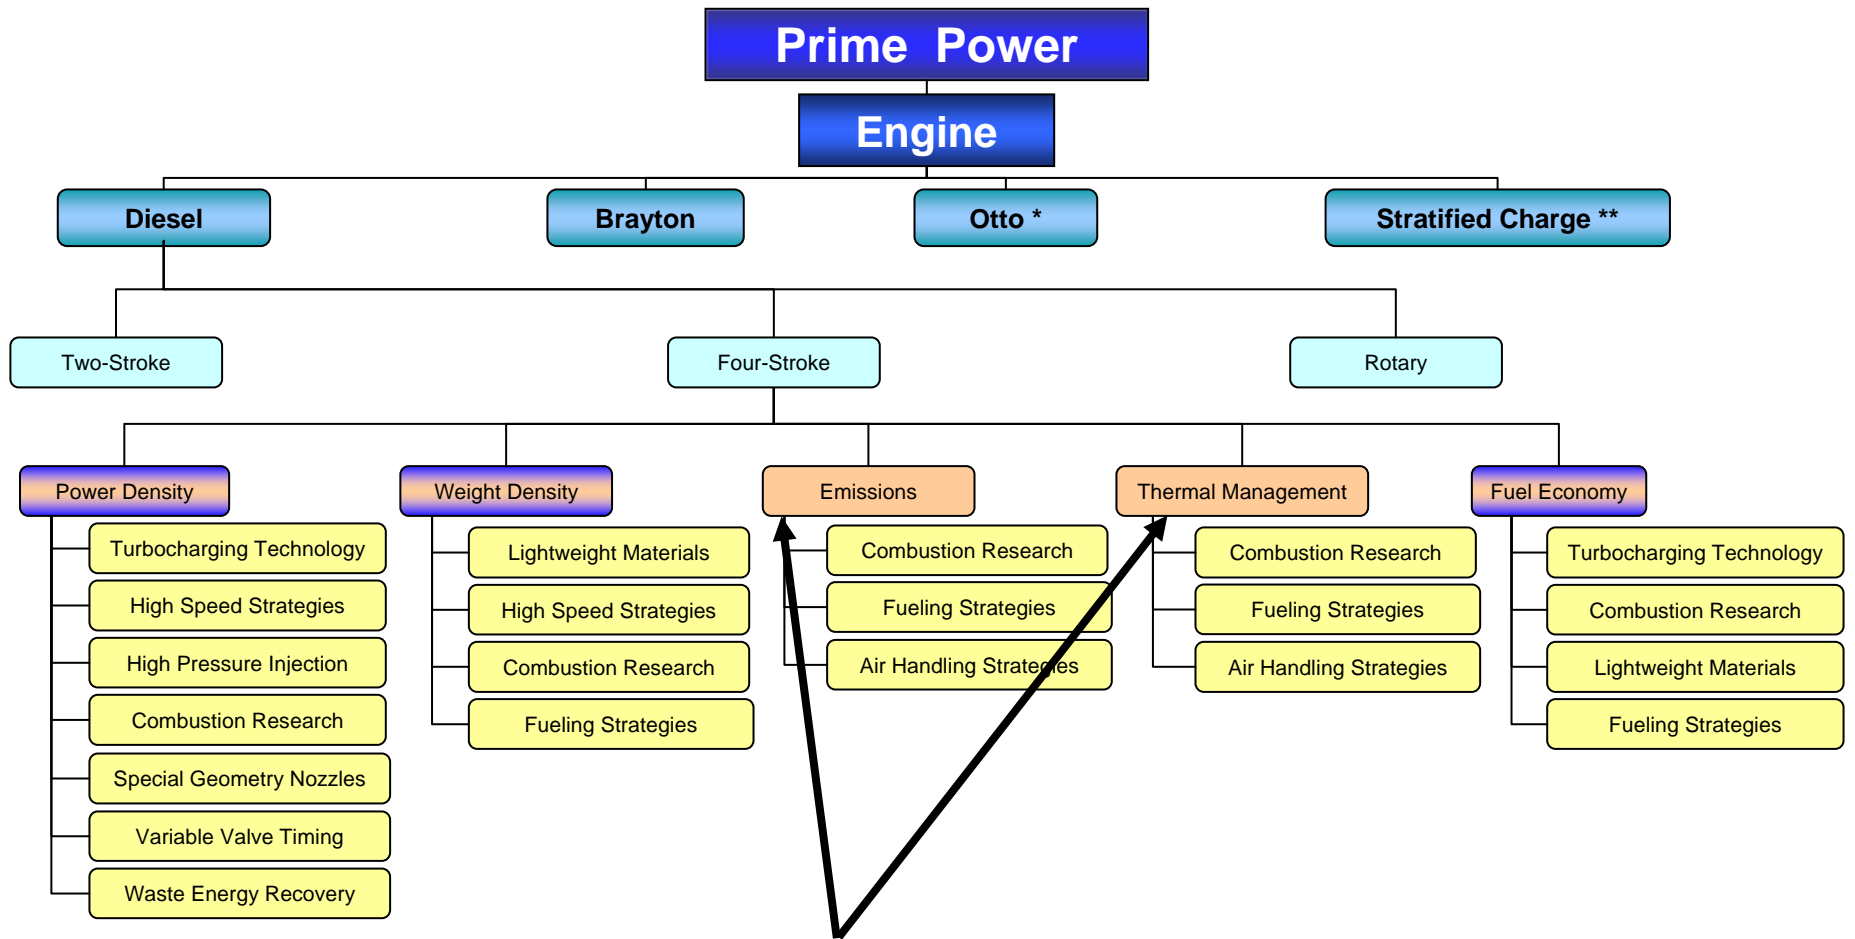 Prime Power
Engine
Diesel
Brayton
Otto *
Stratified Charge **
Two-Stroke
Four-Stroke
Rotary
Power Density
Turbocharging Technology
High Speed Strategies
High Pressure Injection
Combustion Research
Special Geometry Nozzles
Variable Valve Timing
Waste Energy Recovery
Weight Density
Lightweight Materials
High Speed Strategies
Combustion Research
Fueling Strategies
Emissions
Combustion Research
Fueling Strategies
Air Handling Strategies
Thermal Management
Combustion Research
Fueling Strategies
Air Handling Strategies
Fuel Economy
Turbocharging Technology
Combustion Research
Lightweight Materials
Fueling Strategies